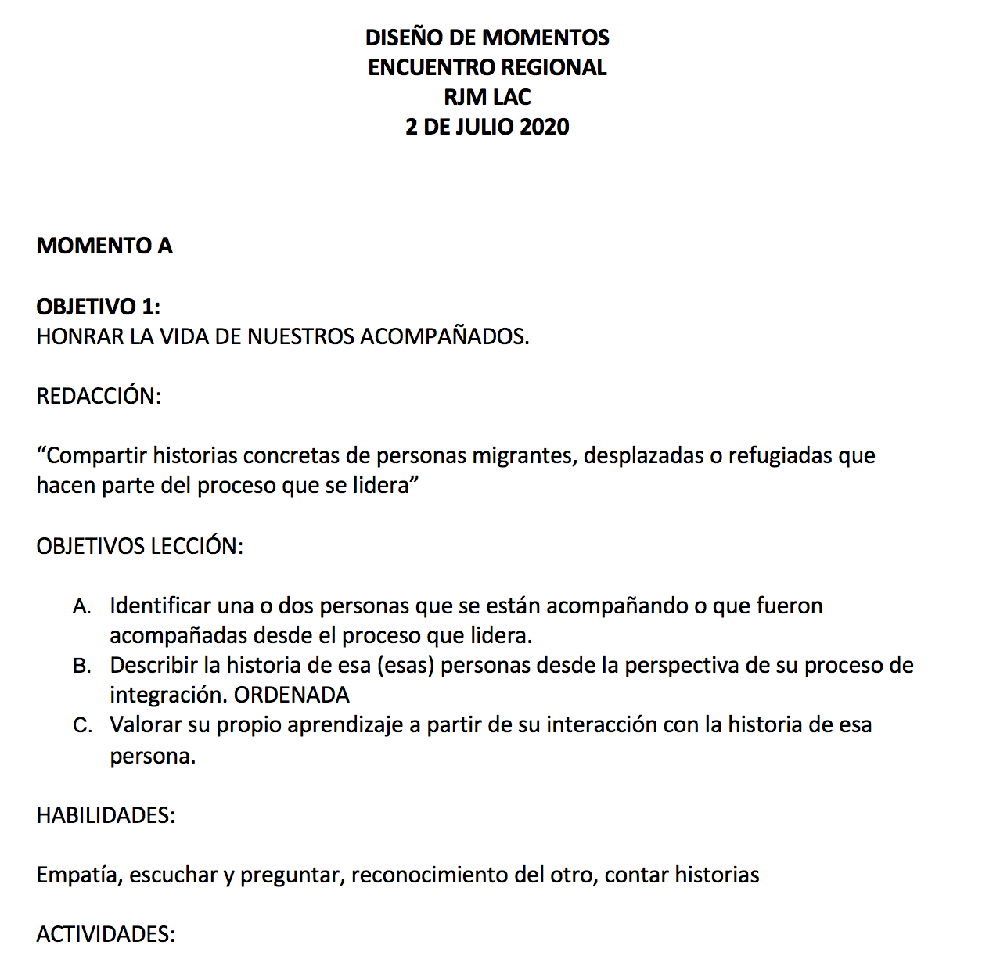 DISEÑO DE MOMENTOS
ENCUENTRO REGIONAL
RJM LAC
2 DE JULIO 2020
MOMENTO A
OBJETIVO 1:
HONRAR LA VIDA DE NUESTROS ACOMPAÑADOS.
REDACCIÓN:
“Compartir historias concretas de personas migrantes, desplazadas o refugiadas que
hacen parte del proceso que se lidera”
OBJETIVOS LECCIÓN:
A. Identificar una o dos personas que se están acompañando o que fueron
acompañadas desde el proceso que lidera.
B. Describir la historia de esa (esas) personas desde la perspectiva de su proceso de
integración. ORDENADA
C. Valorar su propio aprendizaje a partir de su interacción con la historia de esa
persona.
HABILIDADES:
Empatía, escuchar y preguntar, reconocimiento del otro, contar historias
ACTIVIDADES: